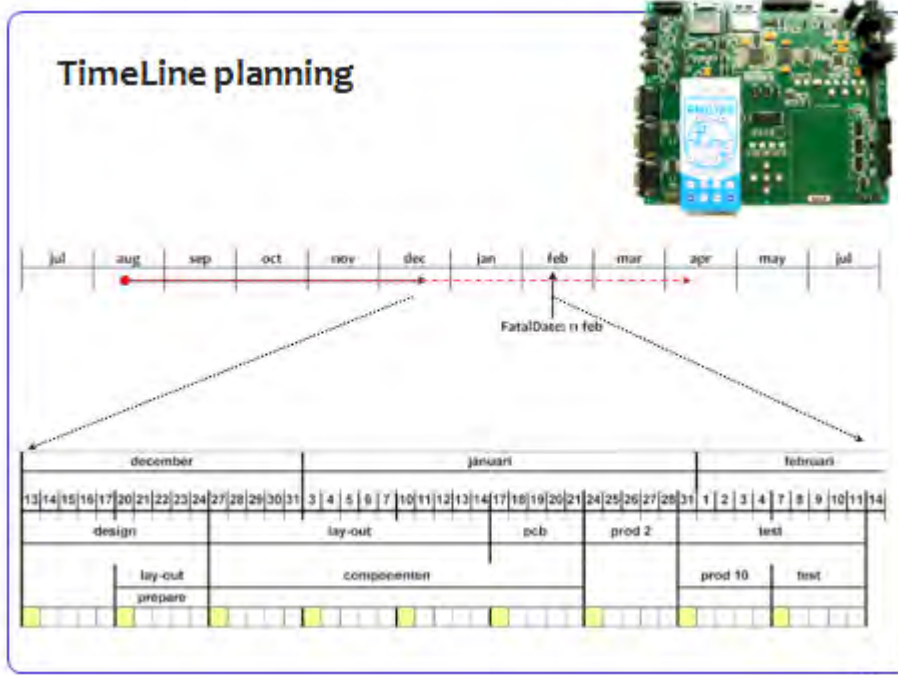 TimeLine planning
jul aug sep oct nov dec jan feb mar apr may jul
FatalDate: 11 feb
december januari februari
13 14 15 16 17 20 21 22 23 24 27 28 29 30 31 3 4 5 6 7 10 11 12 13 14 17 18 19 20 21 24 25 26 27 28 31 1 2 3 4 7 8 9 10 11 14
design lay-out pcb prod 2 test
lay-out componenten prod 10 test
prepare